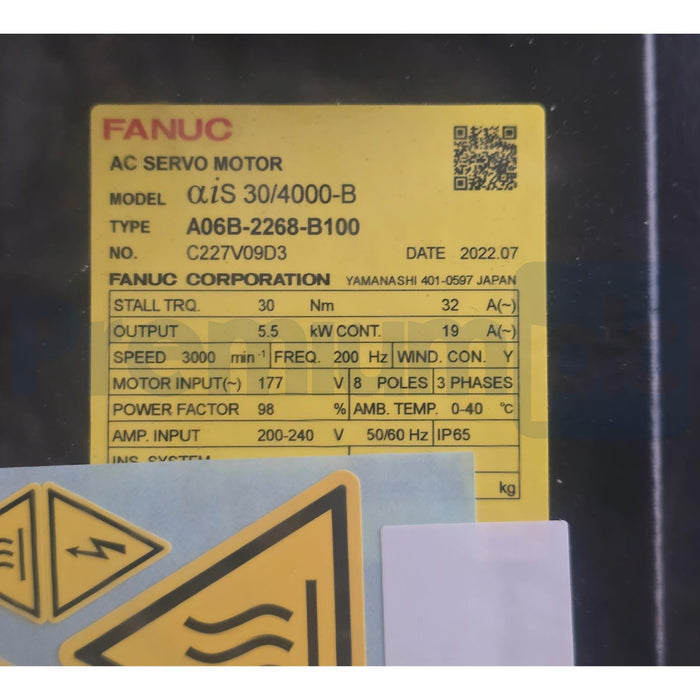 FANUC
AC SERVO MOTOR
MODEL αiS 30/4000-B
TYPE A06B-2268-B100
NO. C227V09D3 DATE 2022.07
FANUC CORPORATION YAMANASHI 401-0597 JAPAN
STALL TRQ. 30 Nm 32 A(~)
OUTPUT 5.5 kW CONT. 19 A(~)
SPEED 3000 min⁻¹ FREQ. 200 Hz WIND. CON. Y
MOTOR INPUT(~) 177 V 8 POLES 3 PHASES
POWER FACTOR 98 % AMB. TEMP. 0-40 °C
AMP. INPUT 200-240 V 50/60 Hz IP65
INS. SYSTEM
kg
Premium